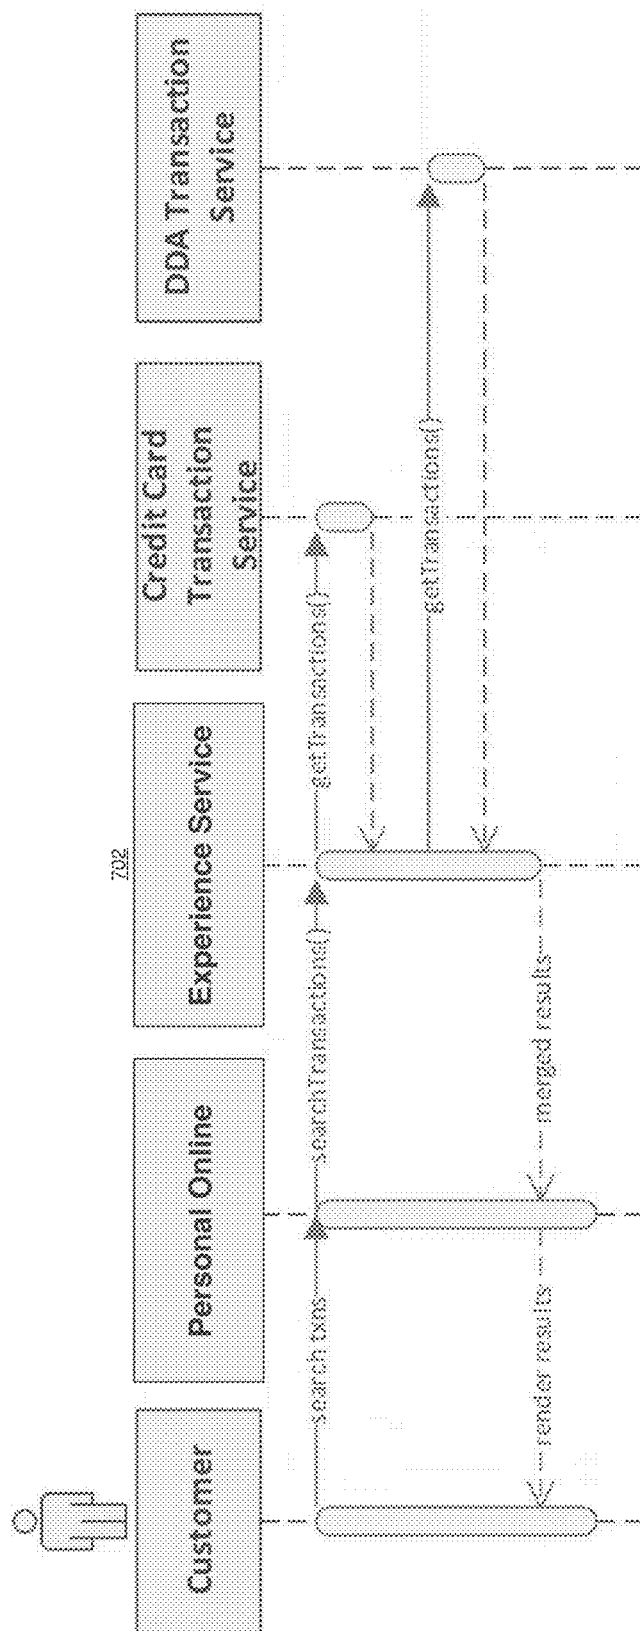 702
Customer
Personal Online
Experience Service
Credit Card
Transaction
Service
DDA Transaction
Service
search txns
searchTransactions()
getTransactions()
getTransactions()
merged results
render results